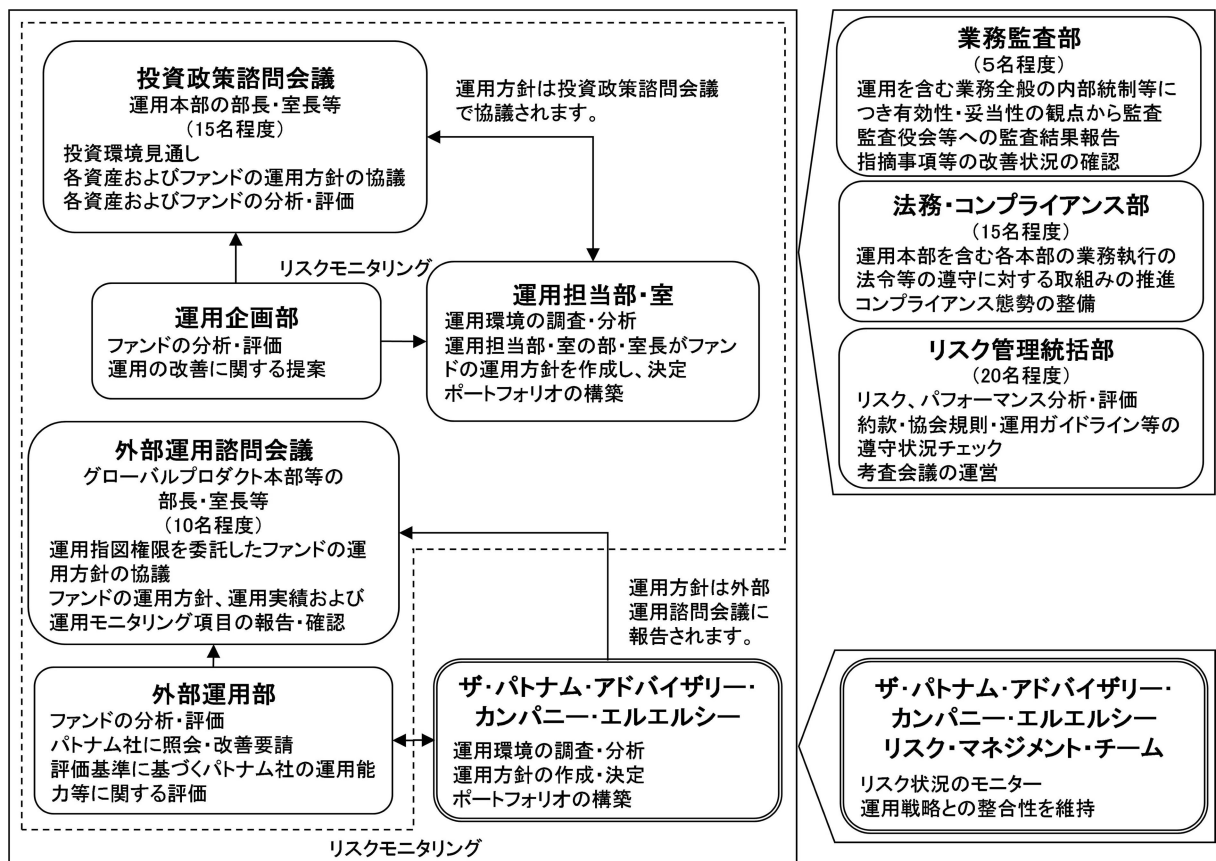 投資政策諮問会議
運用本部の部長・室長等
(15名程度)
投資環境見通し
各資産およびファンドの運用方針の協議
各資産およびファンドの分析・評価
運用方針は投資政策諮問会議
で協議されます。
リスクモニタリング
運用企画部
ファンドの分析・評価
運用の改善に関する提案
運用担当部・室
運用環境の調査・分析
運用担当部・室の部・室長がファン
ドの運用方針を作成し、決定
ポートフォリオの構築
外部運用諮問会議
グローバルプロダクト本部等の
部長・室長等
(10名程度)
運用指図権限を委託したファンドの運
用方針の協議
ファンドの運用方針、運用実績および
運用モニタリング項目の報告・確認
運用方針は外部
運用諮問会議に
報告されます。
外部運用部
ファンドの分析・評価
パトナム社に照会・改善要請
評価基準に基づくパトナム社の運用能
力等に関する評価
ザ・パトナム・アドバイザリー・
カンパニー・エルエルシー
運用環境の調査・分析
運用方針の作成・決定
ポートフォリオの構築
リスクモニタリング
業務監査部
(5名程度)
運用を含む業務全般の内部統制等に
つき有効性・妥当性の観点から監査
監査役会等への監査結果報告
指摘事項等の改善状況の確認
法務・コンプライアンス部
(15名程度)
運用本部を含む各本部の業務執行の
法令等の遵守に対する取組みの推進
コンプライアンス態勢の整備
リスク管理統括部
(20名程度)
リスク、パフォーマンス分析・評価
約款・協会規則・運用ガイドライン等の
遵守状況チェック
考査会議の運営
ザ・パトナム・アドバイザリー・
カンパニー・エルエルシー
リスク・マネジメント・チーム
リスク状況のモニター
運用戦略との整合性を維持